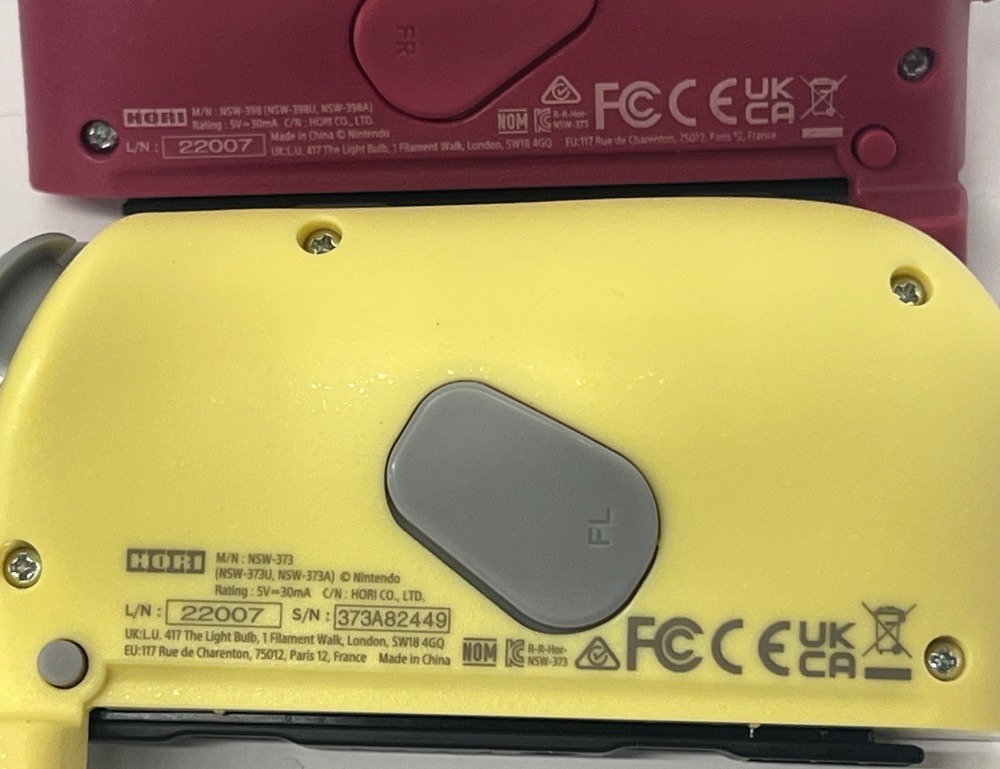 FR
HORI M/N : NSW-398 (NSW-398U, NSW-398A)
Rating : 5V⎓30mA C/N : HORI CO., LTD.
Made in China © Nintendo
L/N : 22007
UK:L.U. 417 The Light Bulb, 1 Filament Walk, London, SW18 4GQ EU:117 Rue de Charenton, 75012, Paris 12, France
NOM R-R-Hor-
NSW-373
FC CE UK
CA
FL
HORI M/N : NSW-373
(NSW-373U, NSW-373A) © Nintendo
Rating : 5V⎓30mA C/N : HORI CO., LTD.
L/N : 22007 S/N : 373A82449
UK:L.U. 417 The Light Bulb, 1 Filament Walk, London, SW18 4GQ
EU:117 Rue de Charenton, 75012, Paris 12, France Made in China
NOM R-R-Hor-
NSW-373
FC CE UK
CA